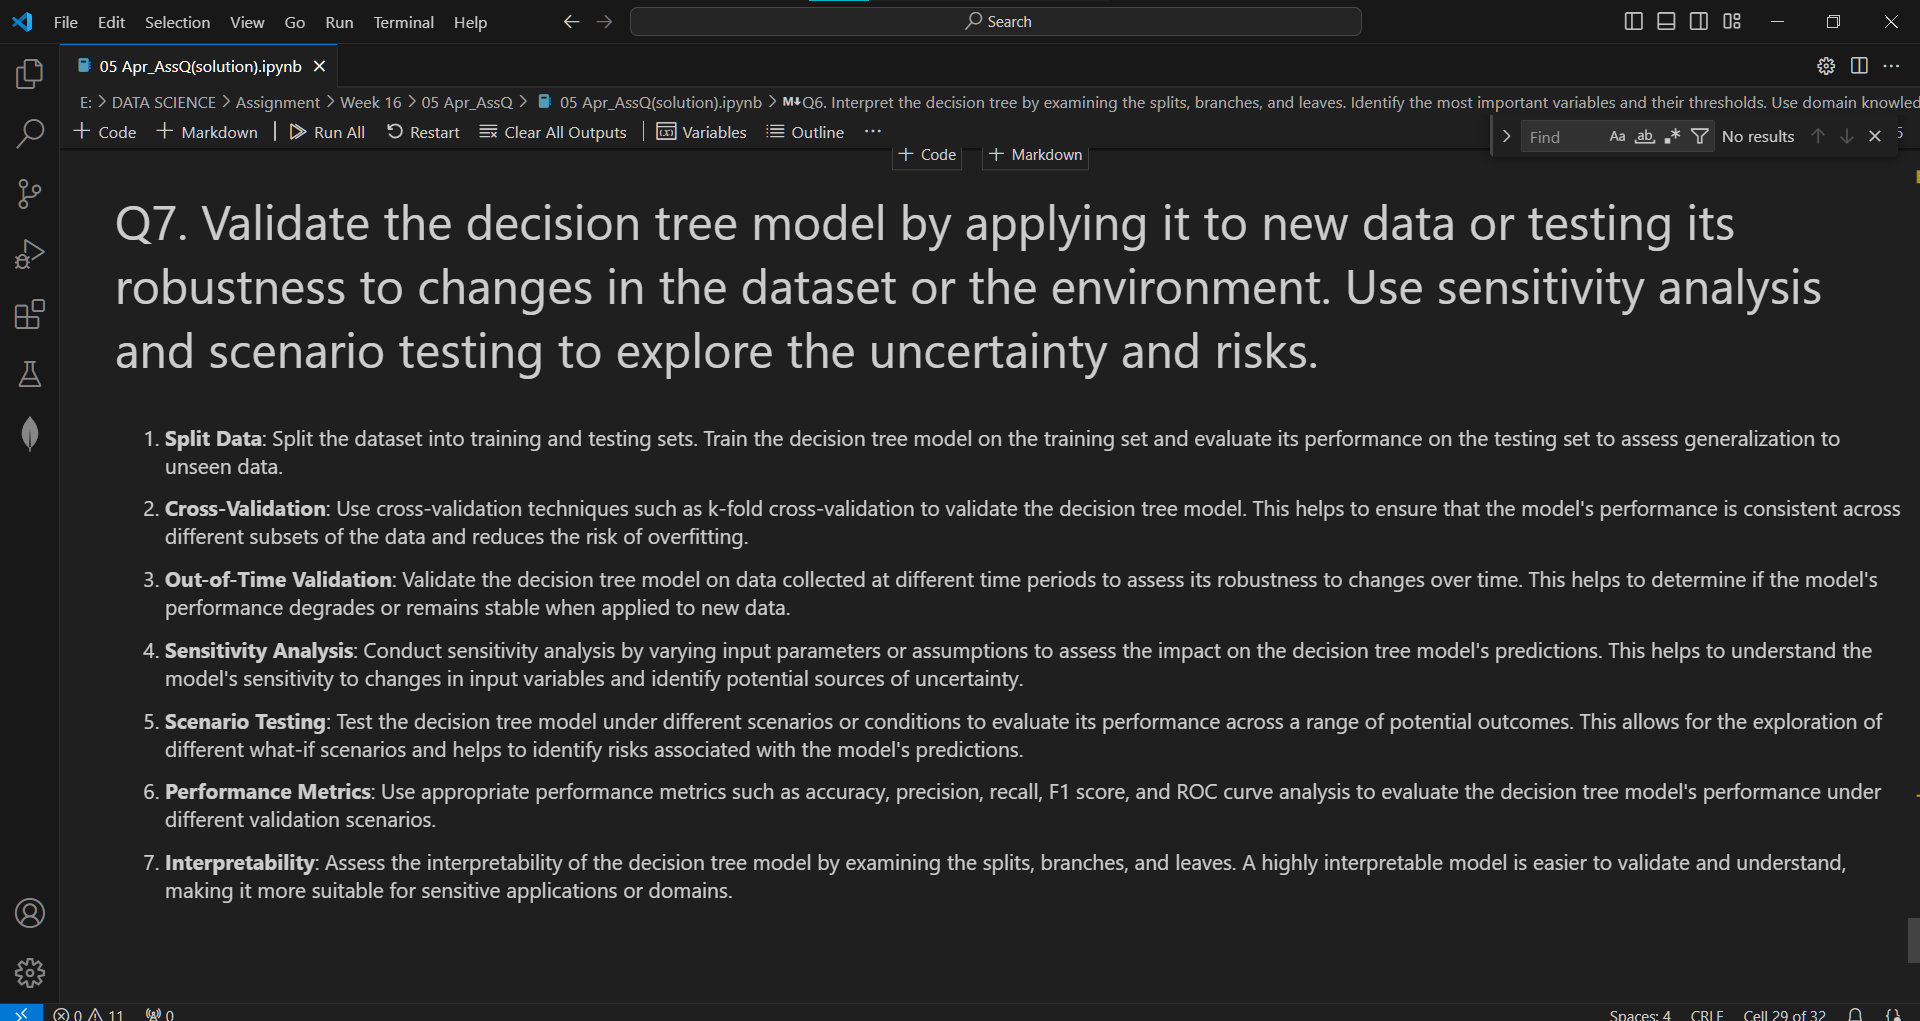 File Edit Selection View Go Run Terminal Help Search
05 Apr_AssQ(solution).ipynb
E: > DATA SCIENCE > Assignment > Week 16 > 05 Apr_AssQ > 05 Apr_AssQ(solution).ipynb > M↓Q6. Interpret the decision tree by examining the splits, branches, and leaves. Identify the most important variables and their thresholds. Use domain knowled
+ Code + Markdown | Run All Restart Clear All Outputs | Variables Outline ...
> Find Aa ab .* No results 5
+ Code + Markdown
Q7. Validate the decision tree model by applying it to new data or testing its
robustness to changes in the dataset or the environment. Use sensitivity analysis
and scenario testing to explore the uncertainty and risks.
1. Split Data: Split the dataset into training and testing sets. Train the decision tree model on the training set and evaluate its performance on the testing set to assess generalization to
unseen data.
2. Cross-Validation: Use cross-validation techniques such as k-fold cross-validation to validate the decision tree model. This helps to ensure that the model's performance is consistent across
different subsets of the data and reduces the risk of overfitting.
3. Out-of-Time Validation: Validate the decision tree model on data collected at different time periods to assess its robustness to changes over time. This helps to determine if the model's
performance degrades or remains stable when applied to new data.
4. Sensitivity Analysis: Conduct sensitivity analysis by varying input parameters or assumptions to assess the impact on the decision tree model's predictions. This helps to understand the
model's sensitivity to changes in input variables and identify potential sources of uncertainty.
5. Scenario Testing: Test the decision tree model under different scenarios or conditions to evaluate its performance across a range of potential outcomes. This allows for the exploration of
different what-if scenarios and helps to identify risks associated with the model's predictions.
6. Performance Metrics: Use appropriate performance metrics such as accuracy, precision, recall, F1 score, and ROC curve analysis to evaluate the decision tree model's performance under
different validation scenarios.
7. Interpretability: Assess the interpretability of the decision tree model by examining the splits, branches, and leaves. A highly interpretable model is easier to validate and understand,
making it more suitable for sensitive applications or domains.
0 11 0 Spaces: 4 CRLF Cell 29 of 32